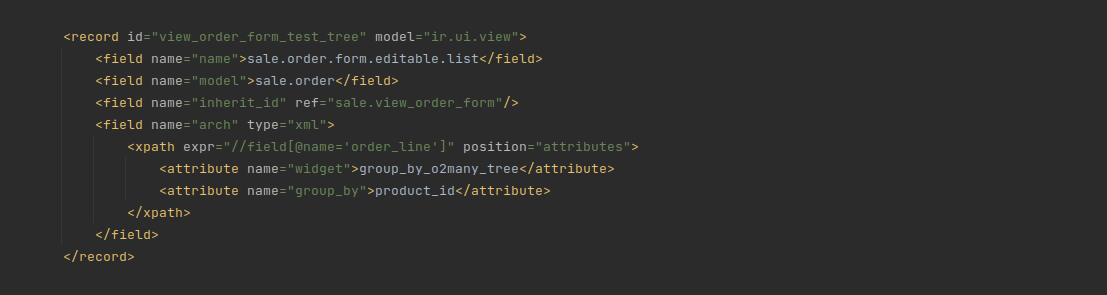 <record id="view_order_form_test_tree" model="ir.ui.view">
<field name="name">sale.order.form.editable.list</field>
<field name="model">sale.order</field>
<field name="inherit_id" ref="sale.view_order_form"/>
<field name="arch" type="xml">
<xpath expr="//field[@name='order_line']" position="attributes">
<attribute name="widget">group_by_o2many_tree</attribute>
<attribute name="group_by">product_id</attribute>
</xpath>
</field>
</record>